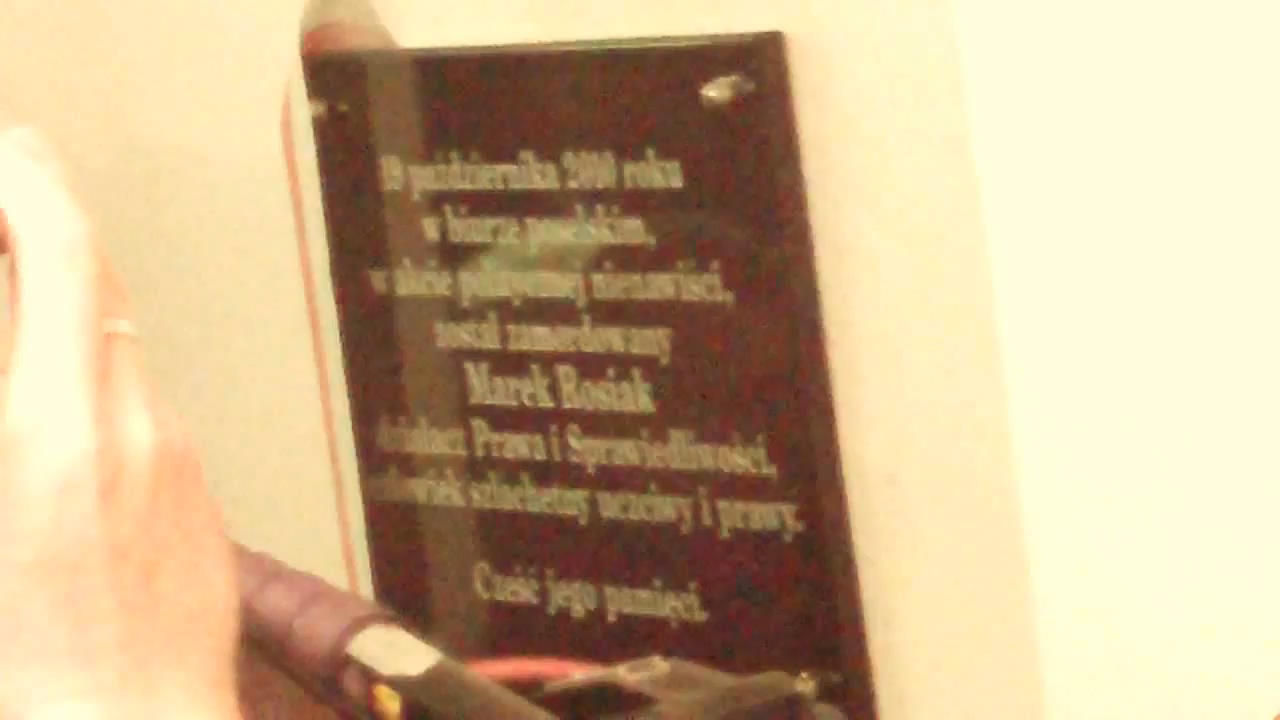 19 października 2010 roku
w biurze poselskim,
w akcie politycznej nienawiści,
został zamordowany
Marek Rosiak
działacz Prawa i Sprawiedliwości,
człowiek szlachetny uczciwy i prawy.
Cześć jego pamięci.